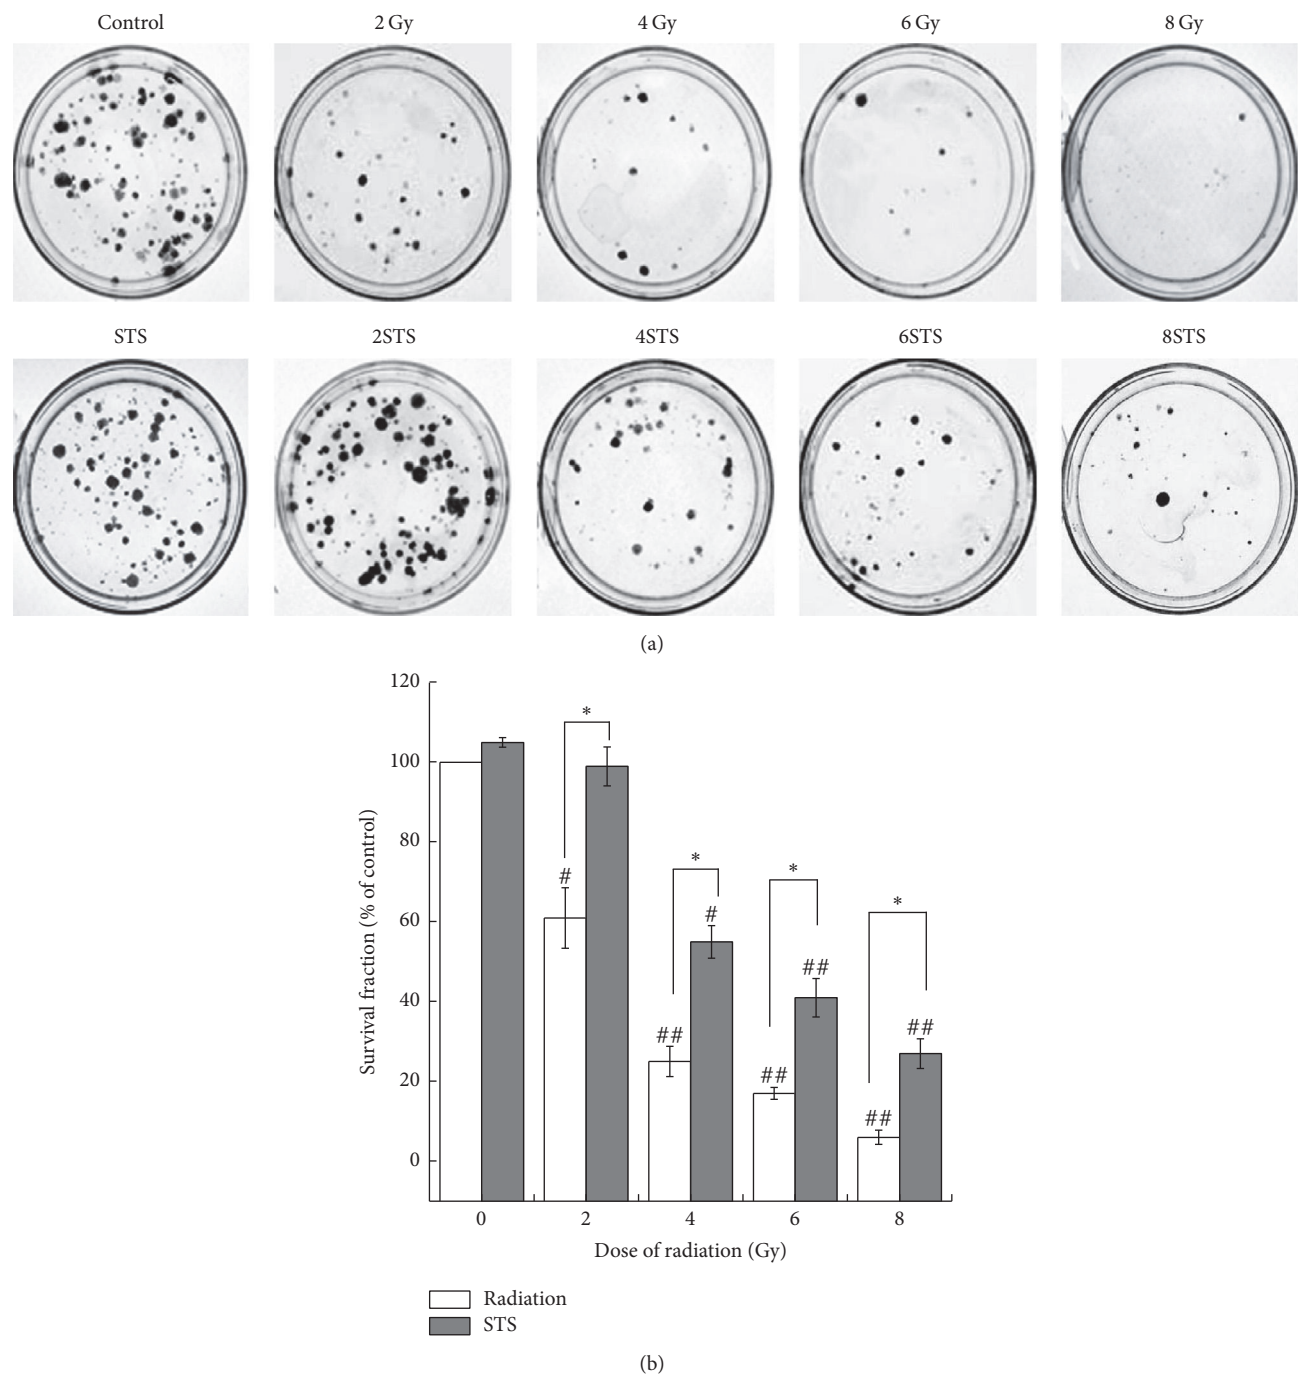 Control 2 Gy 4 Gy 6 Gy 8 Gy
STS 2STS 4STS 6STS 8STS
(a)
120
100
80
60
40
20
0
Survival fraction (% of control)
*
#
*
#
##
*
##
##
*
##
##
0 2 4 6 8
Dose of radiation (Gy)
Radiation
STS
(b)